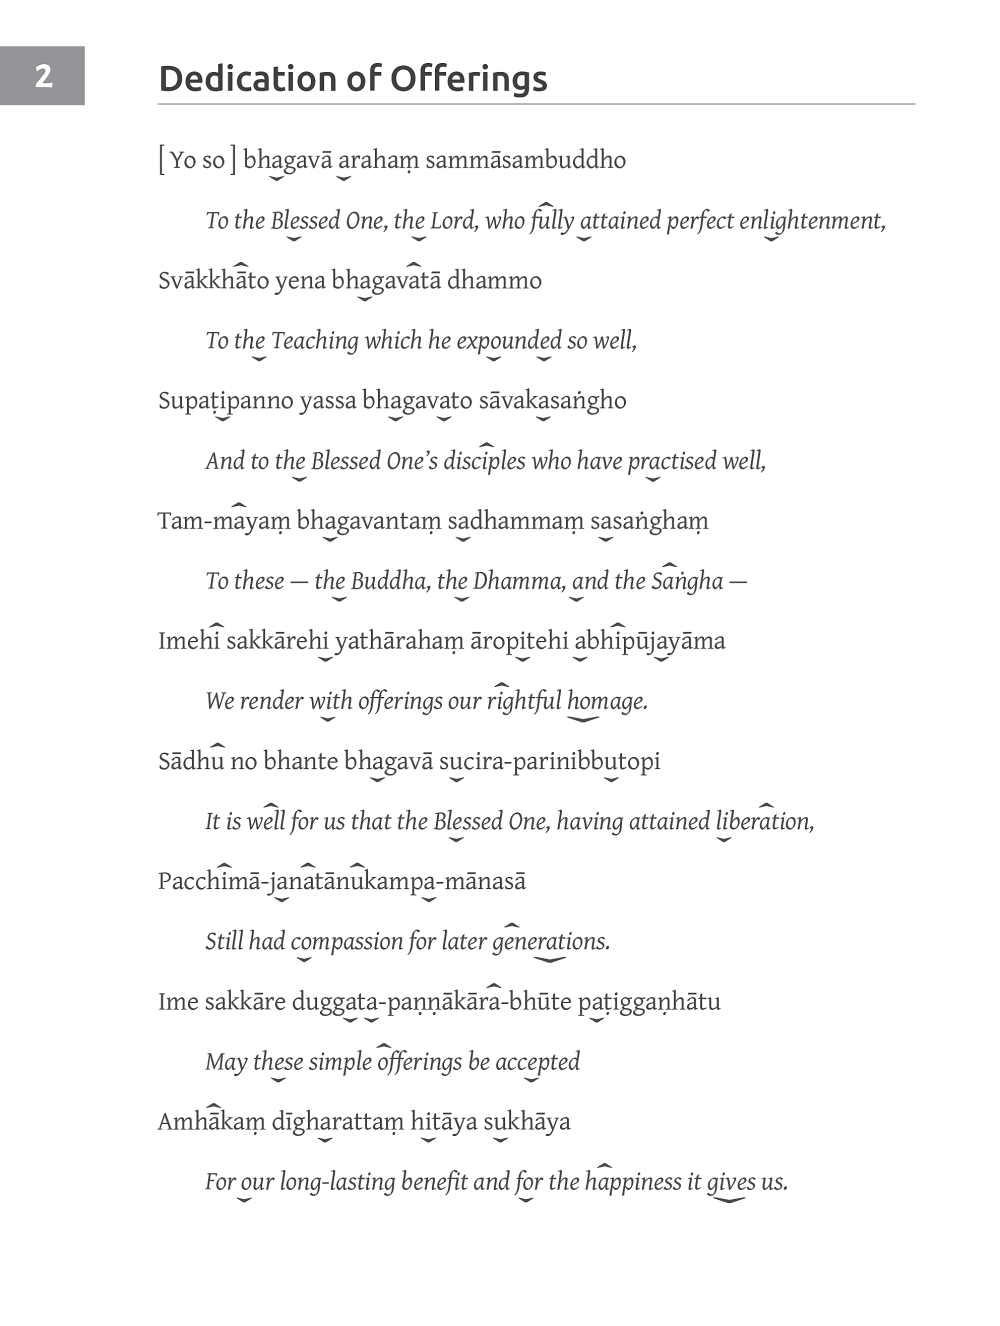 2
Dedication of Offerings
[ Yo so ] bhagavā arahaṃ sammāsambuddho
To the Blessed One, the Lord, who fully attained perfect enlightenment,
Svākkhāto yena bhagavatā dhammo
To the Teaching which he expounded so well,
Supaṭipanno yassa bhagavato sāvakasaṅgho
And to the Blessed One’s disciples who have practised well,
Tam-mayaṃ bhagavantaṃ sadhammaṃ sasaṅghaṃ
To these — the Buddha, the Dhamma, and the Saṅgha —
Imehi sakkārehi yathārahaṃ āropitehi abhipūjayāma
We render with offerings our rightful homage.
Sādhu no bhante bhagavā sucira-parinibbutopi
It is well for us that the Blessed One, having attained liberation,
Pacchimā-janatānukampa-mānasā
Still had compassion for later generations.
Ime sakkāre duggata-paṇṇākāra-bhūte paṭiggaṇhātu
May these simple offerings be accepted
Amhākaṃ dīgharattaṃ hitāya sukhāya
For our long-lasting benefit and for the happiness it gives us.